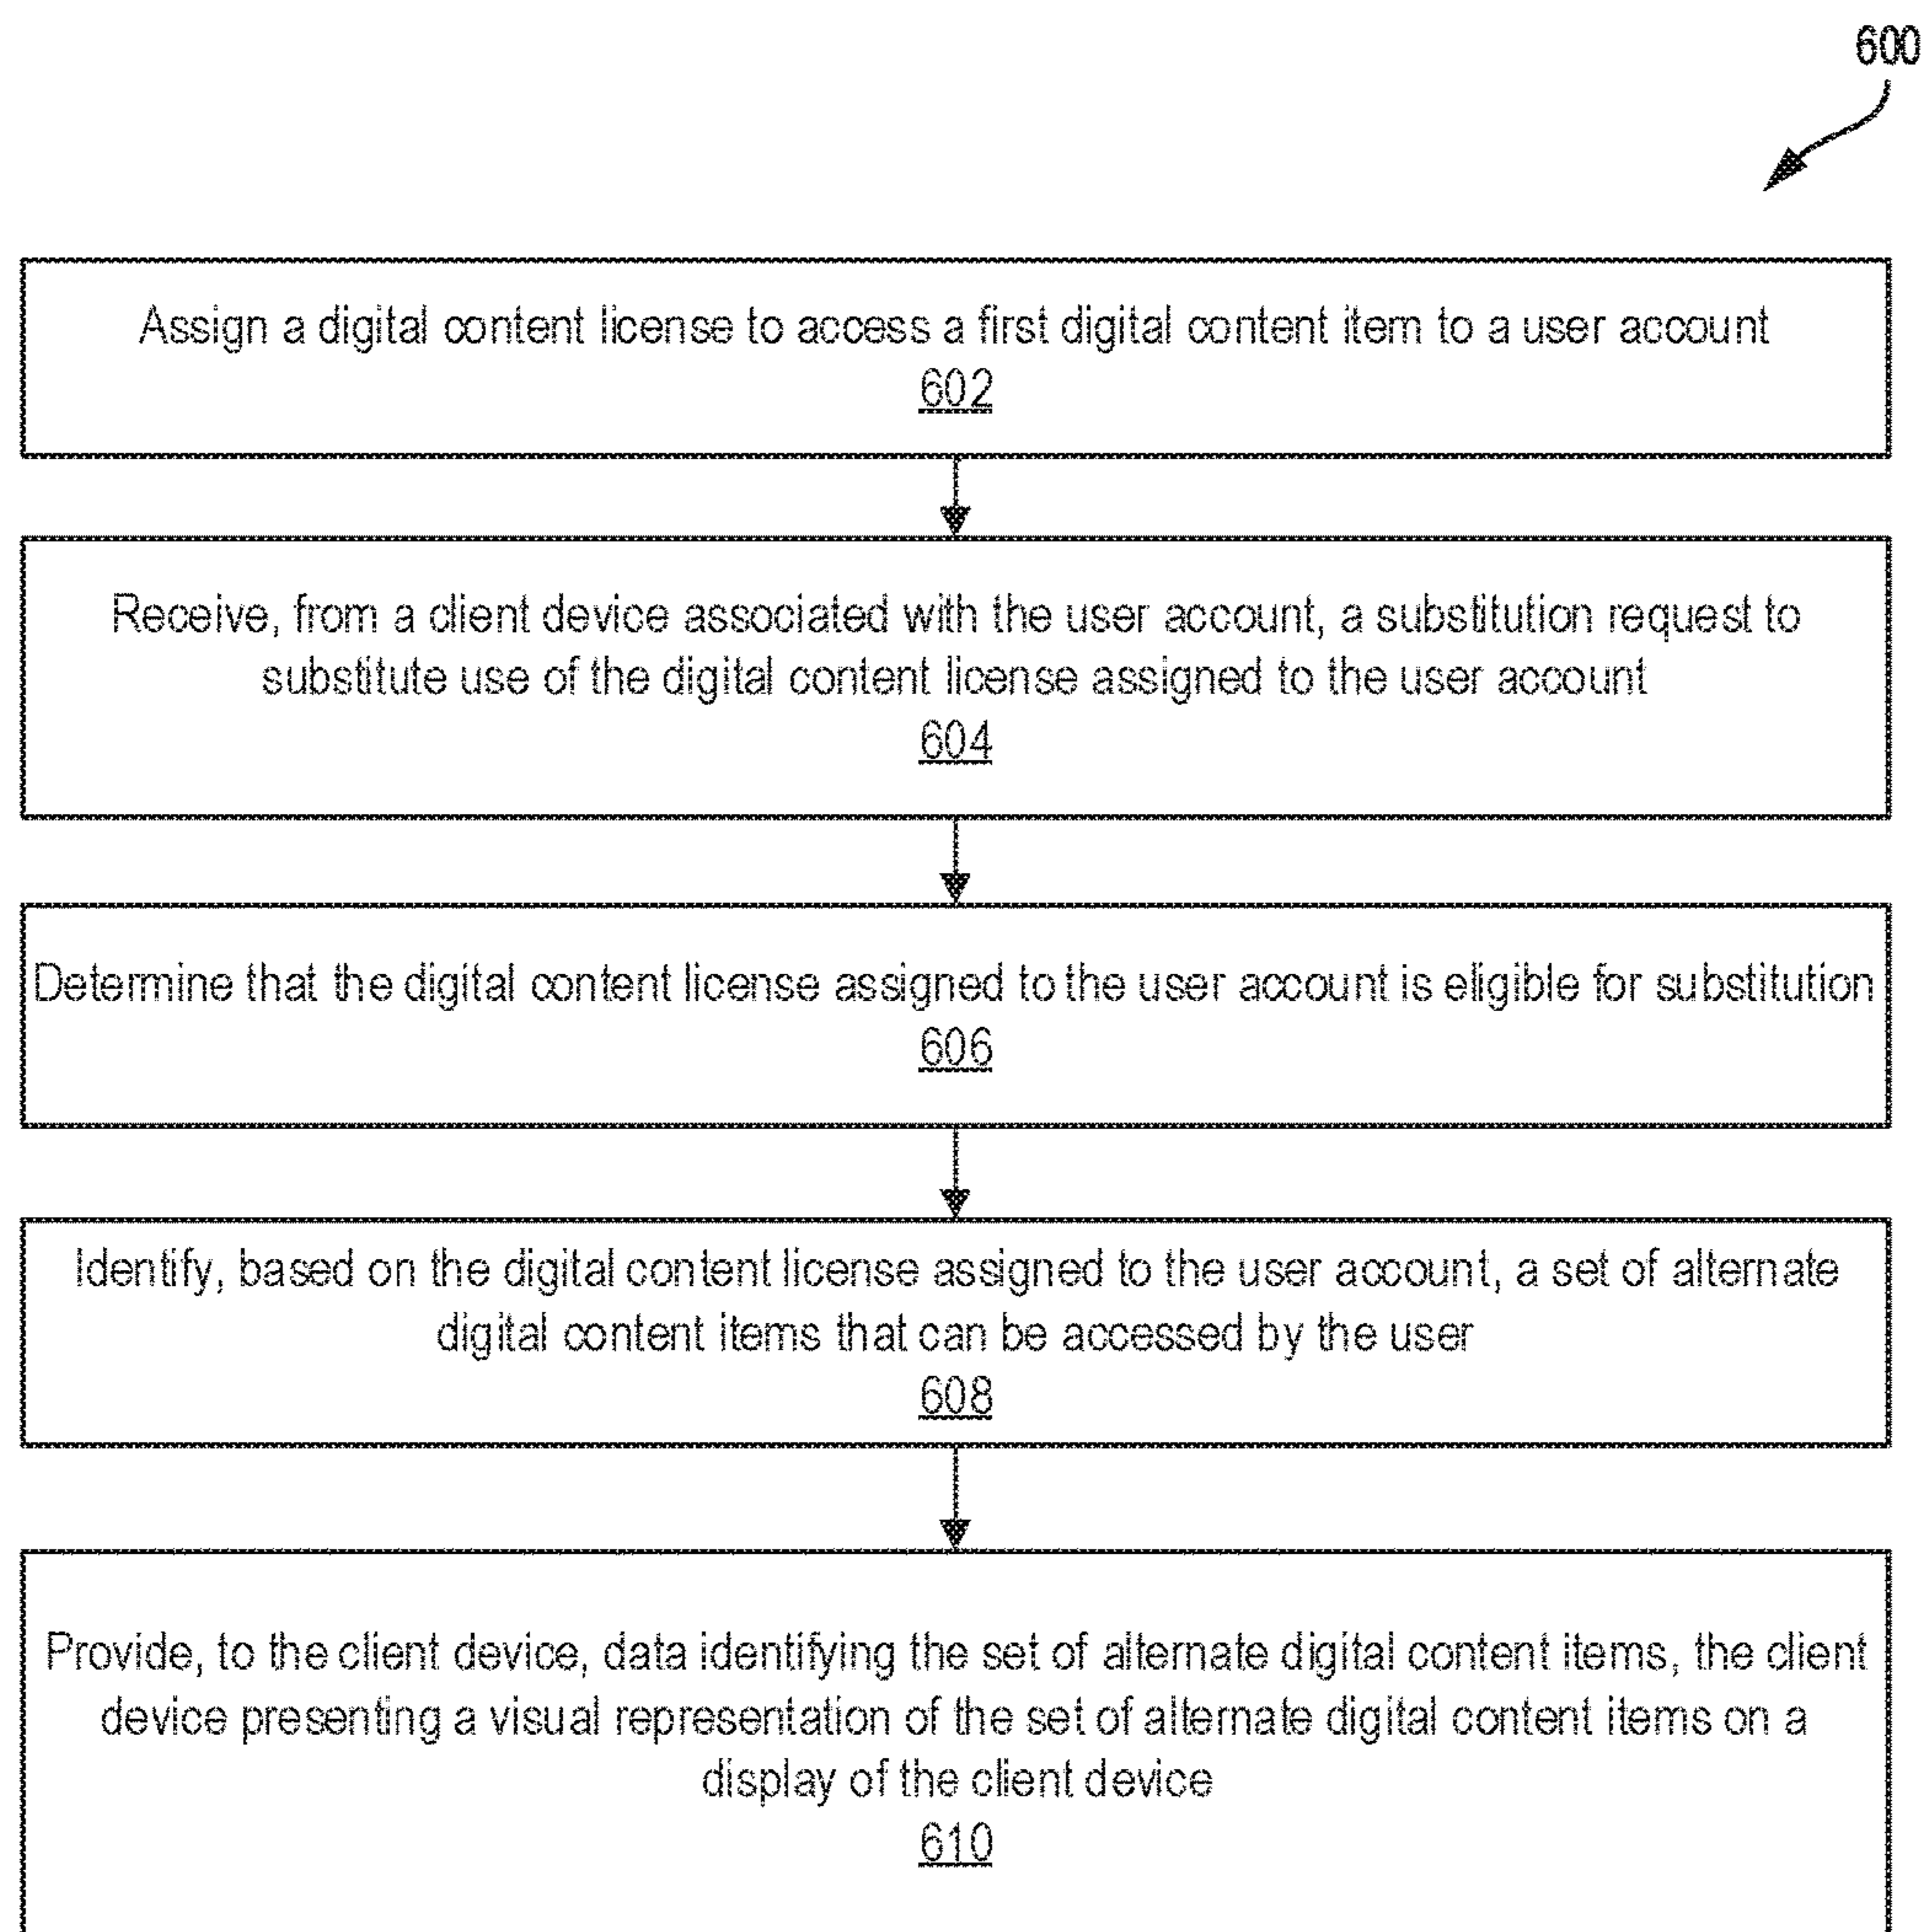 600
Assign a digital content license to access a first digital content item to a user account
602
Receive, from a client device associated with the user account, a substitution request to
substitute use of the digital content license assigned to the user account
604
Determine that the digital content license assigned to the user account is eligible for substitution
606
Identify, based on the digital content license assigned to the user account, a set of alternate
digital content items that can be accessed by the user
608
Provide, to the client device, data identifying the set of alternate digital content items, the client
device presenting a visual representation of the set of alternate digital content items on a
display of the client device
610